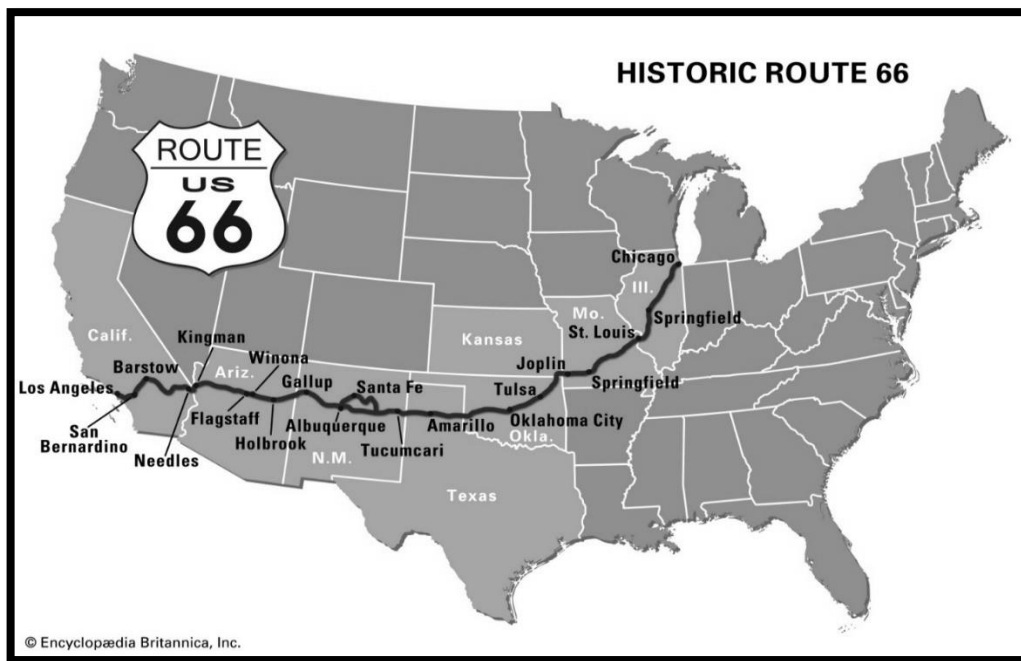 HISTORIC ROUTE 66
ROUTE
US
66
Chicago
Ill.
Springfield
Mo.
St. Louis
Kansas
Calif.
Kingman
Joplin
Springfield
Winona
Barstow
Ariz.
Gallup
Santa Fe
Tulsa
Los Angeles
Flagstaff
Oklahoma City
San
Bernardino
Holbrook
Albuquerque
Amarillo
Okla.
Needles
N.M.
Tucumcari
Texas
© Encyclopædia Britannica, Inc.